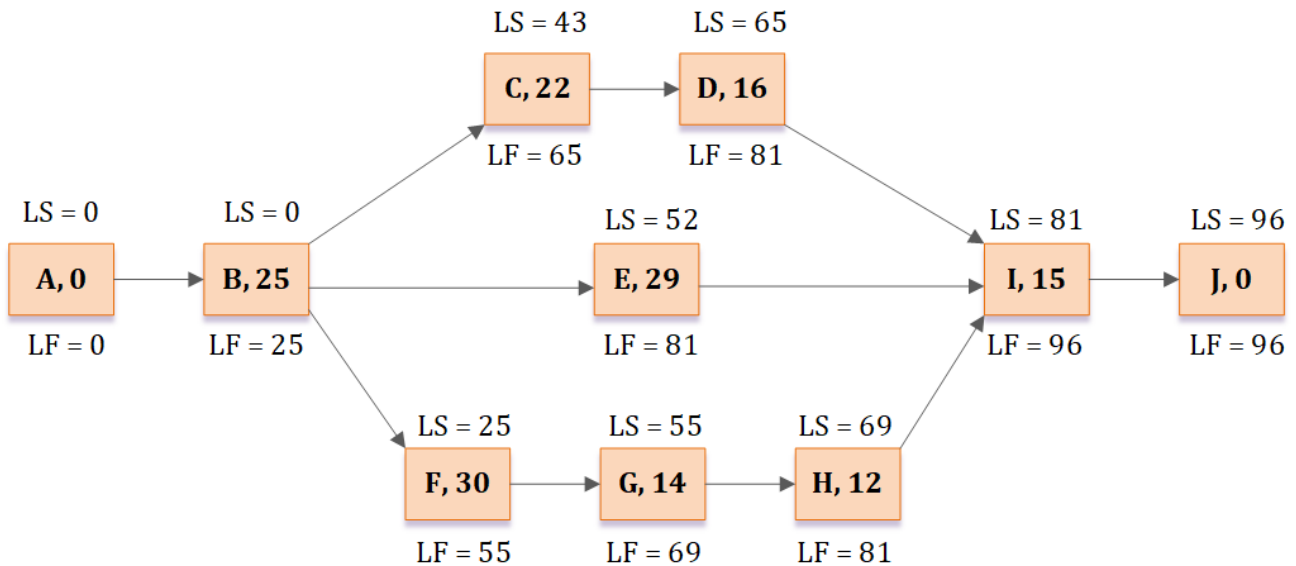 LS = 43
LS = 65
C, 22
D, 16
LF = 65
LF = 81
LS = 0
LS = 0
LS = 52
LS = 81
LS = 96
A, 0
B, 25
E, 29
I, 15
J, 0
LF = 0
LF = 25
LF = 81
LF = 96
LF = 96
LS = 25
LS = 55
LS = 69
F, 30
G, 14
H, 12
LF = 55
LF = 69
LF = 81